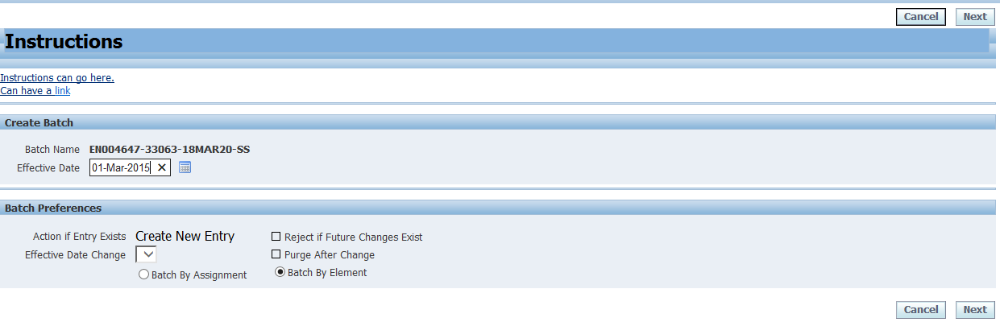 Cancel Next
Instructions
Instructions can go here.
Can have a link
Create Batch
Batch Name EN004647-33063-18MAR20-SS
Effective Date 01-Mar-2015
Batch Preferences
Action if Entry Exists Create New Entry Reject if Future Changes Exist
Effective Date Change Purge After Change
Batch By Assignment Batch By Element
Cancel Next